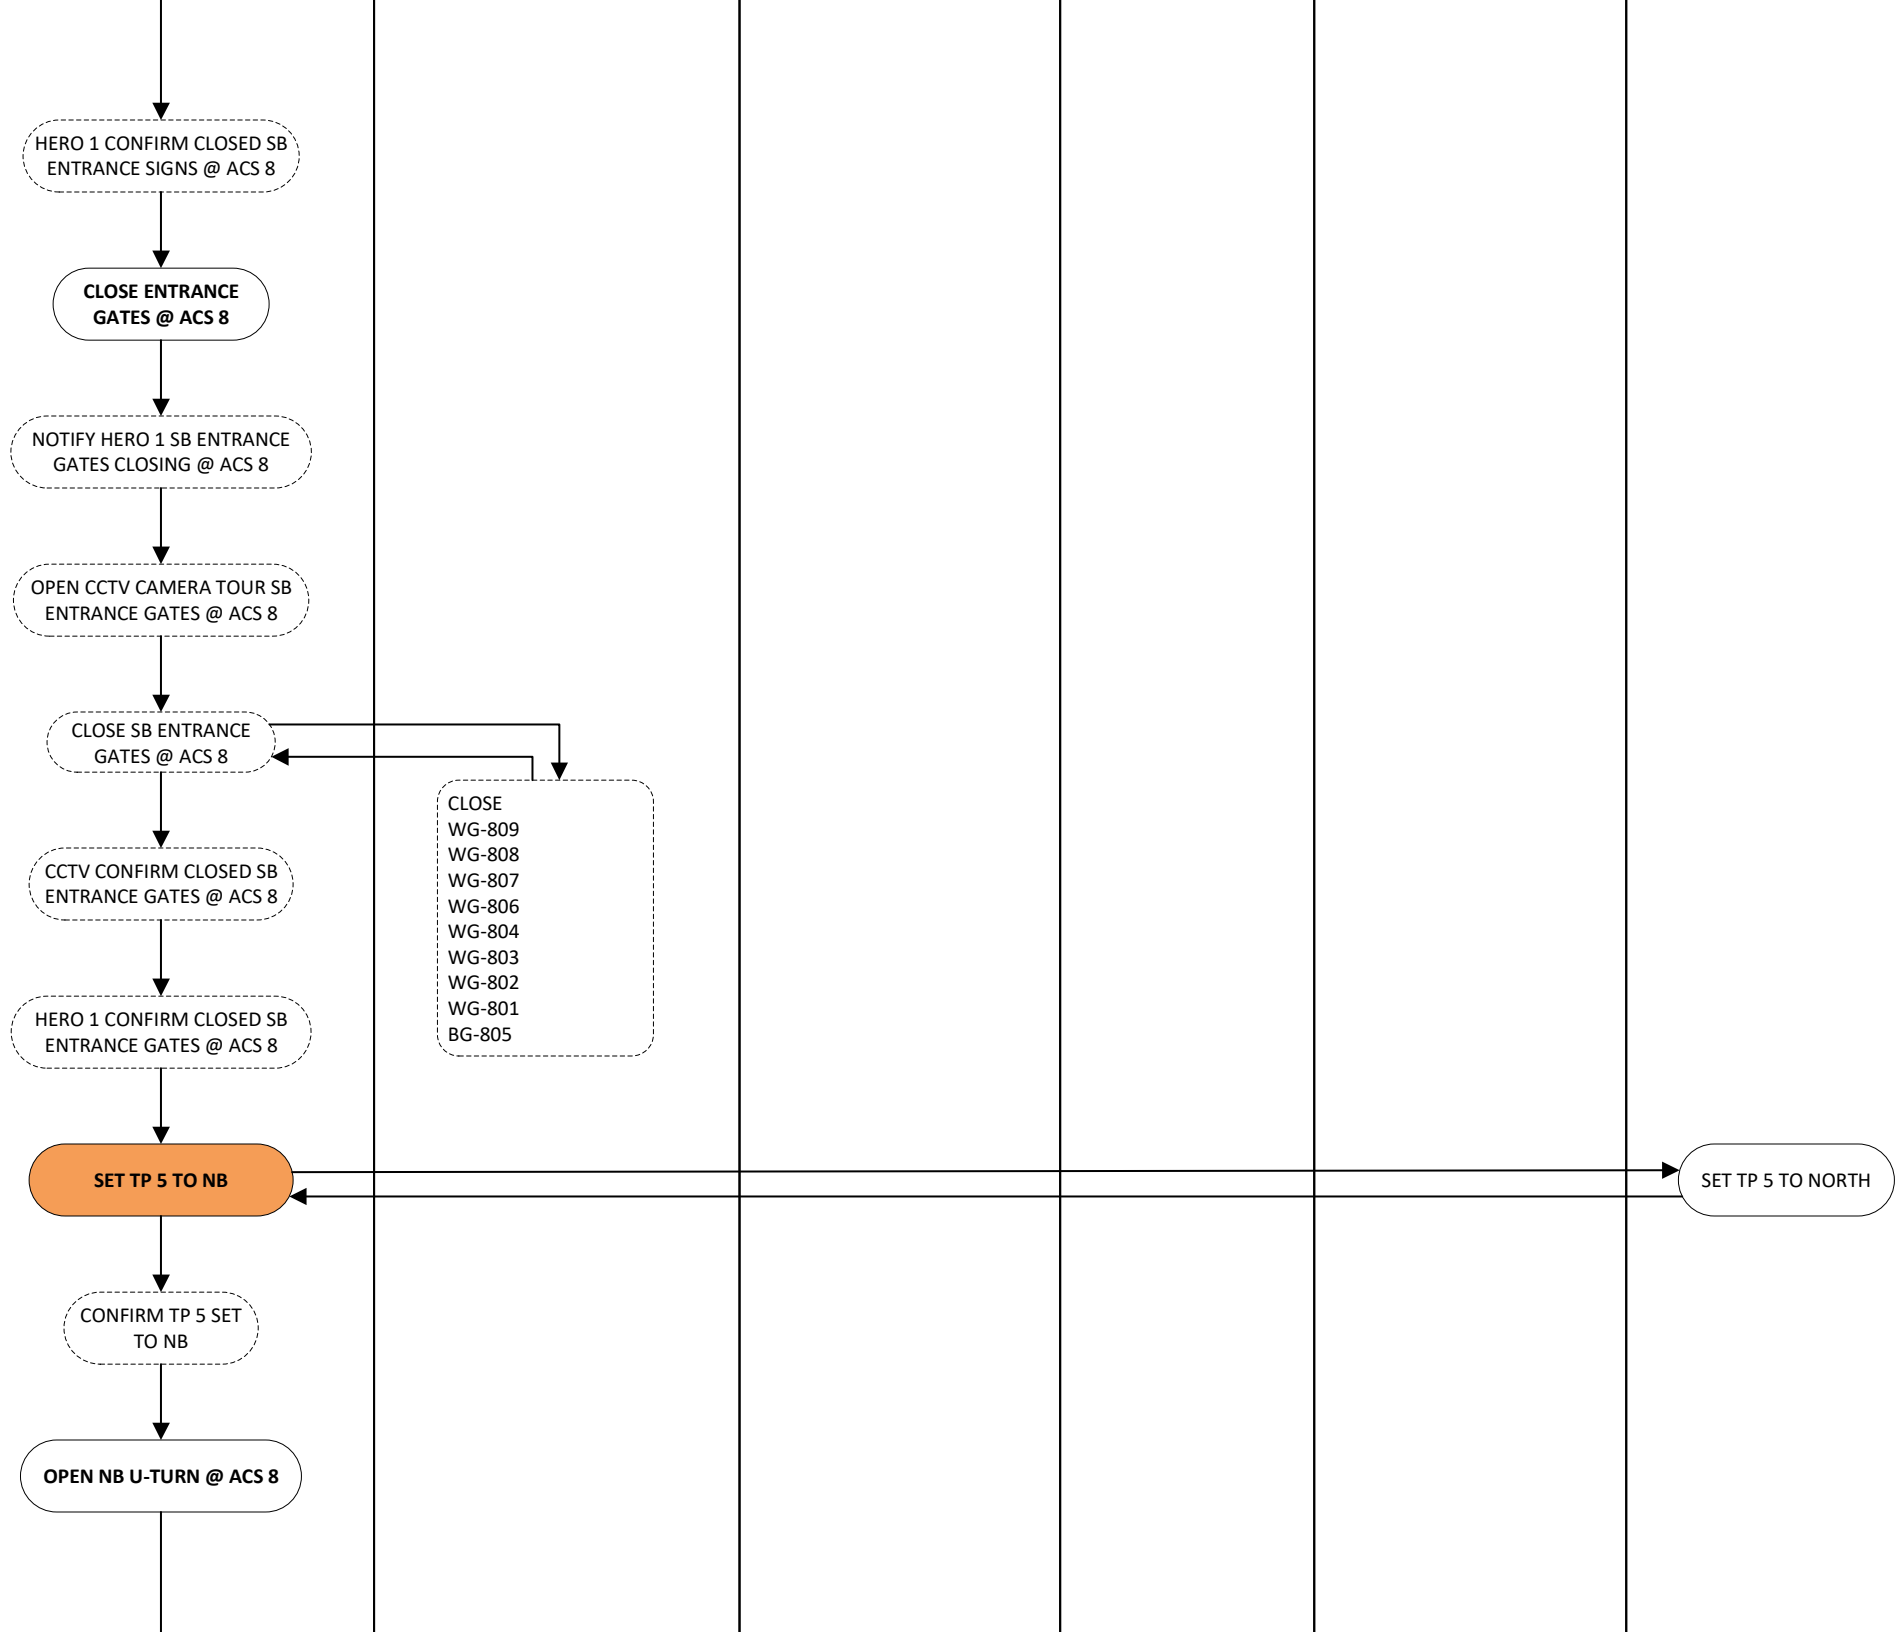 HERO 1 CONFIRM CLOSED SB
ENTRANCE SIGNS @ ACS 8
CLOSE ENTRANCE
GATES @ ACS 8
NOTIFY HERO 1 SB ENTRANCE
GATES CLOSING @ ACS 8
OPEN CCTV CAMERA TOUR SB
ENTRANCE GATES @ ACS 8
CLOSE SB ENTRANCE
GATES @ ACS 8
CLOSE
WG-809
WG-808
WG-807
WG-806
WG-804
WG-803
WG-802
WG-801
BG-805
CCTV CONFIRM CLOSED SB
ENTRANCE GATES @ ACS 8
HERO 1 CONFIRM CLOSED SB
ENTRANCE GATES @ ACS 8
SET TP 5 TO NB
SET TP 5 TO NORTH
CONFIRM TP 5 SET
TO NB
OPEN NB U-TURN @ ACS 8